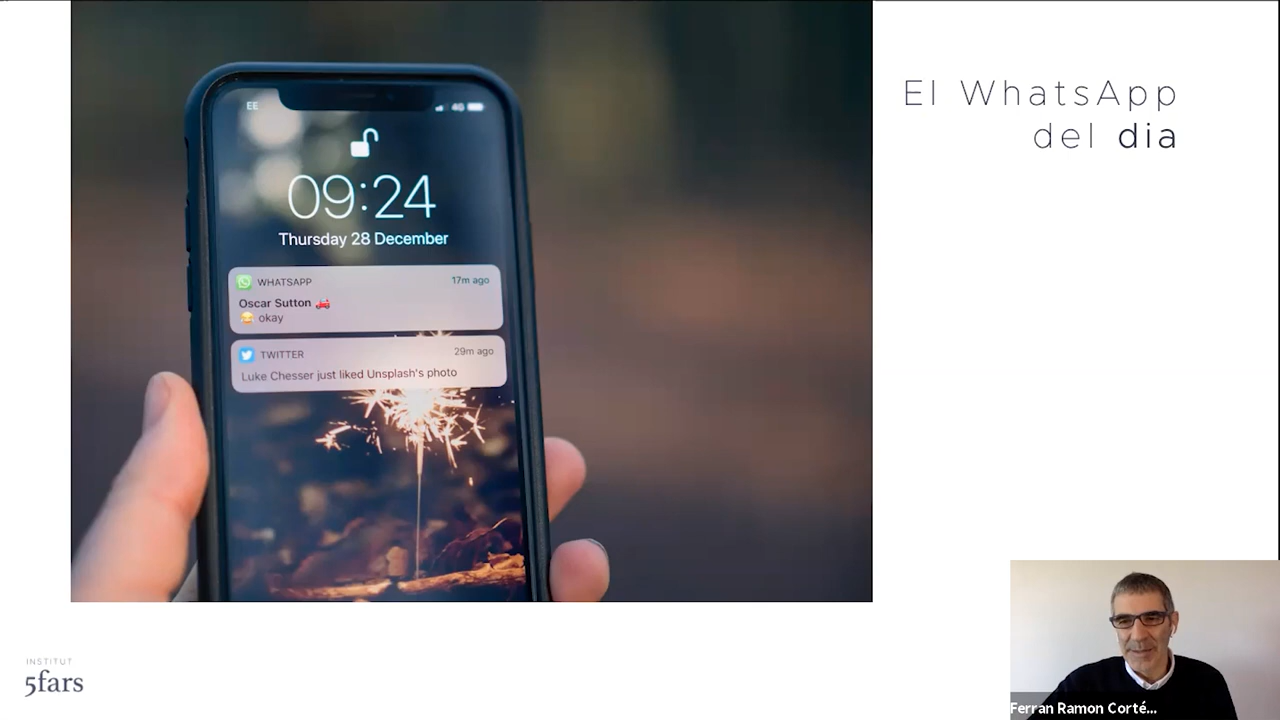 El WhatsApp
del dia
EE
4G
09:24
Thursday 28 December
WHATSAPP
17m ago
Oscar Sutton
okay
TWITTER
29m ago
Luke Chesser just liked Unsplash's photo
INSTITUT
5fars
Ferran Ramon Corté...